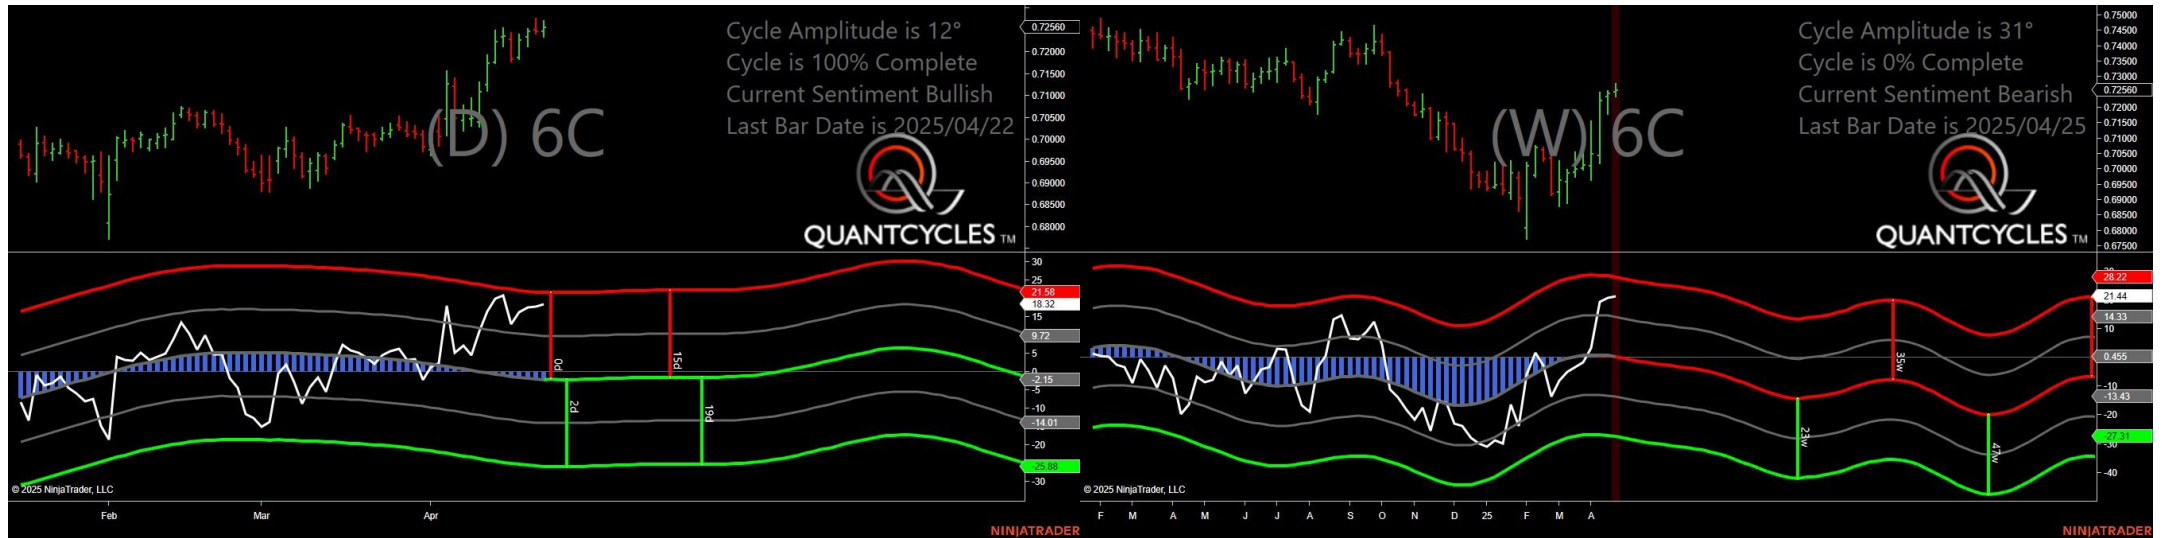 Cycle Amplitude is 12°
Cycle is 100% Complete
Current Sentiment Bullish
Last Bar Date is 2025/04/22
(D) 6C
QUANTCYCLES TM
0.72560
0.72000
0.71500
0.71000
0.70500
0.70000
0.69500
0.69000
0.68500
0.68000
30
25
21.58
18.32
15
9.72
5
0
-2.15
-5
-10
-14.01
-20
-25.88
-30
0d
15d
2d
19d
© 2025 NinjaTrader, LLC
Feb Mar Apr
NINJATRADER
Cycle Amplitude is 31°
Cycle is 0% Complete
Current Sentiment Bearish
Last Bar Date is 2025/04/25
(W) 6C
QUANTCYCLES TM
0.75000
0.74500
0.74000
0.73500
0.73000
0.72560
0.72000
0.71500
0.71000
0.70500
0.70000
0.69500
0.69000
0.68500
0.68000
0.67500
28.22
21.44
14.33
10
0.455
-10
-13.43
-20
-27.31
-30
-40
35w
23w
47w
© 2025 NinjaTrader, LLC
F M A M J J A S O N D 25 F M A
NINJATRADER